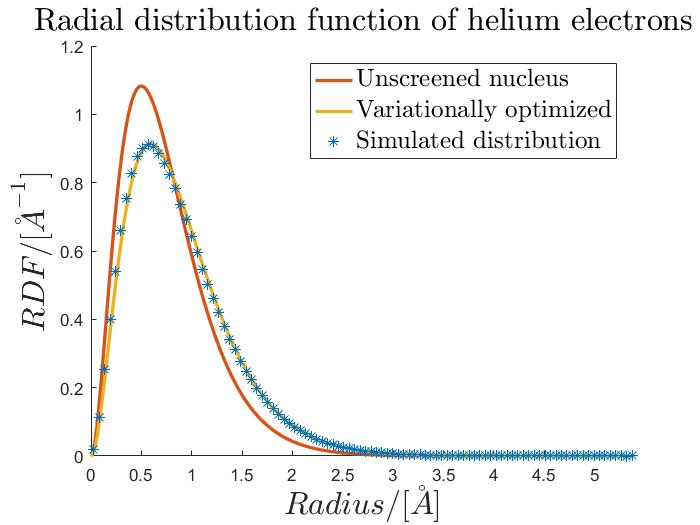 Radial distribution function of helium electrons
1.2
1
0.8
0.6
0.4
0.2
0
RDF/[Å⁻¹]
Unscreened nucleus
Variationally optimized
Simulated distribution
0 0.5 1 1.5 2 2.5 3 3.5 4 4.5 5
Radius/[Å]